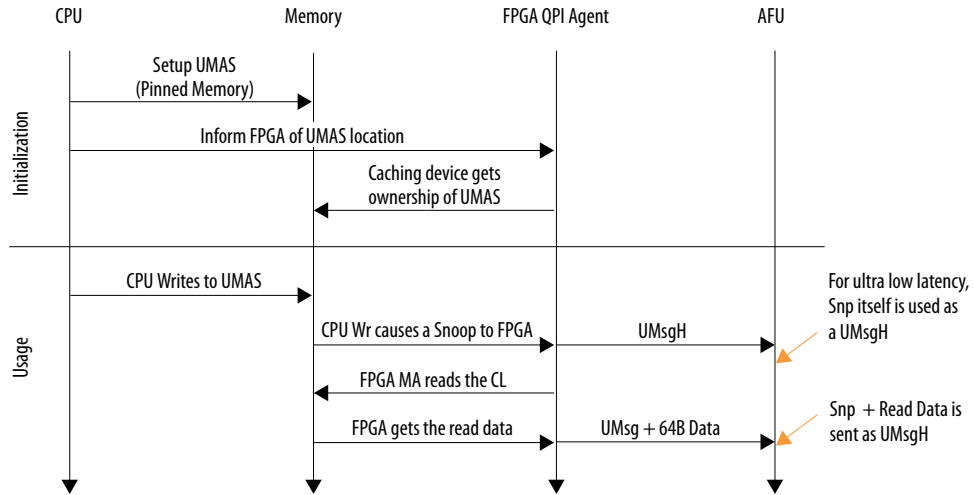 CPU
Memory
FPGA QPI Agent
AFU
Initialization
Setup UMAS
(Pinned Memory)
Inform FPGA of UMAS location
Caching device gets
ownership of UMAS
Usage
CPU Writes to UMAS
CPU Wr causes a Snoop to FPGA
UMsgH
For ultra low latency,
Snp itself is used as
a UMsgH
FPGA MA reads the CL
FPGA gets the read data
UMsg + 64B Data
Snp + Read Data is
sent as UMsgH